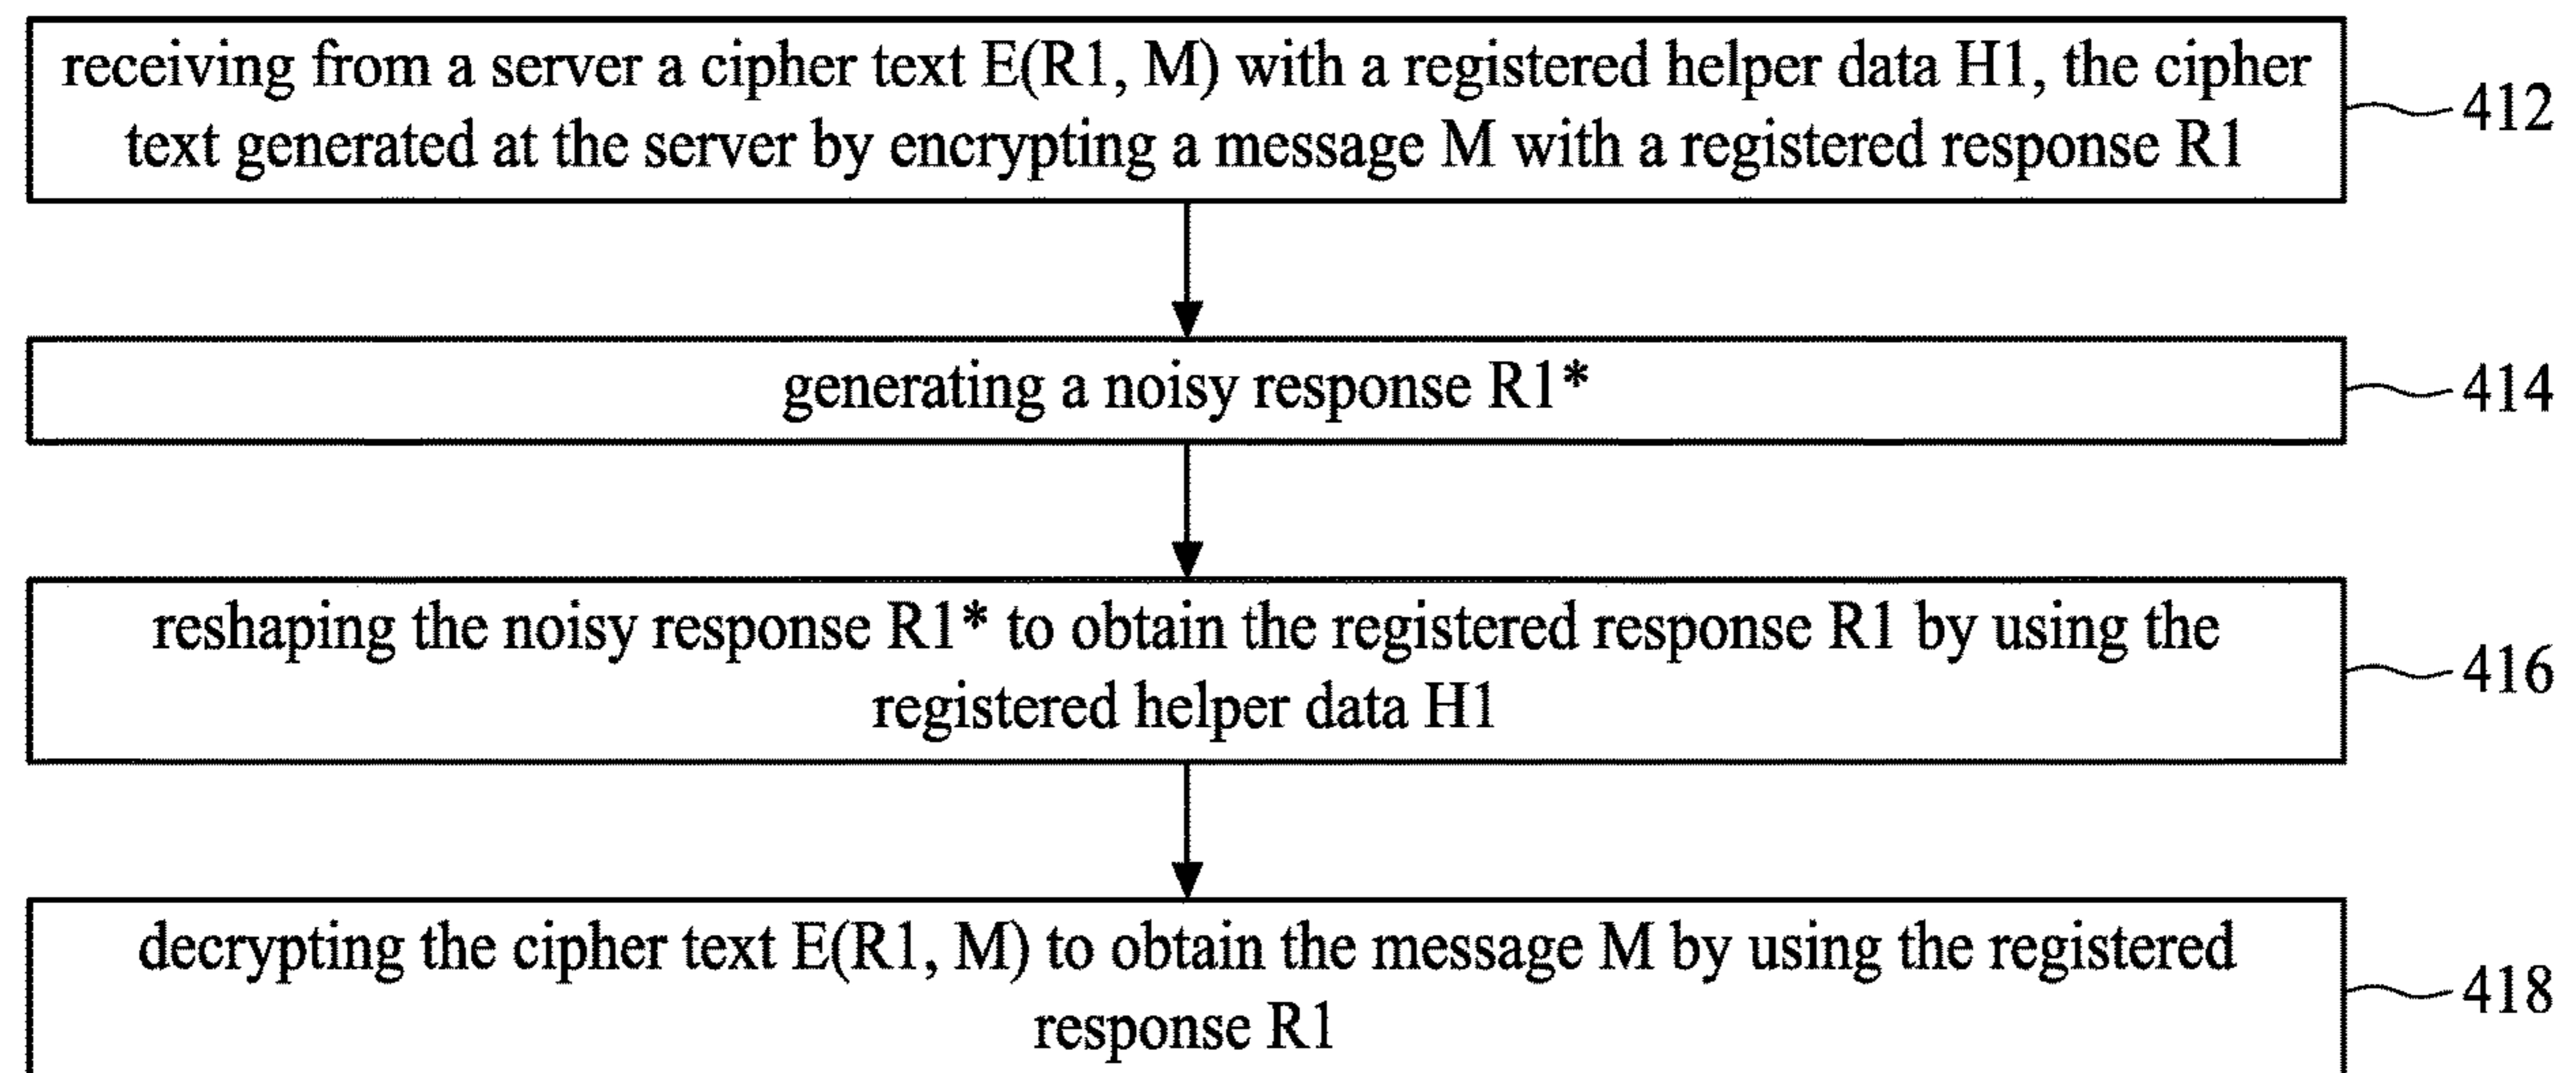 receiving from a server a cipher text E(R1, M) with a registered helper data H1, the cipher
text generated at the server by encrypting a message M with a registered response R1
412
generating a noisy response R1*
414
reshaping the noisy response R1* to obtain the registered response R1 by using the
registered helper data H1
416
decrypting the cipher text E(R1, M) to obtain the message M by using the registered
response R1
418